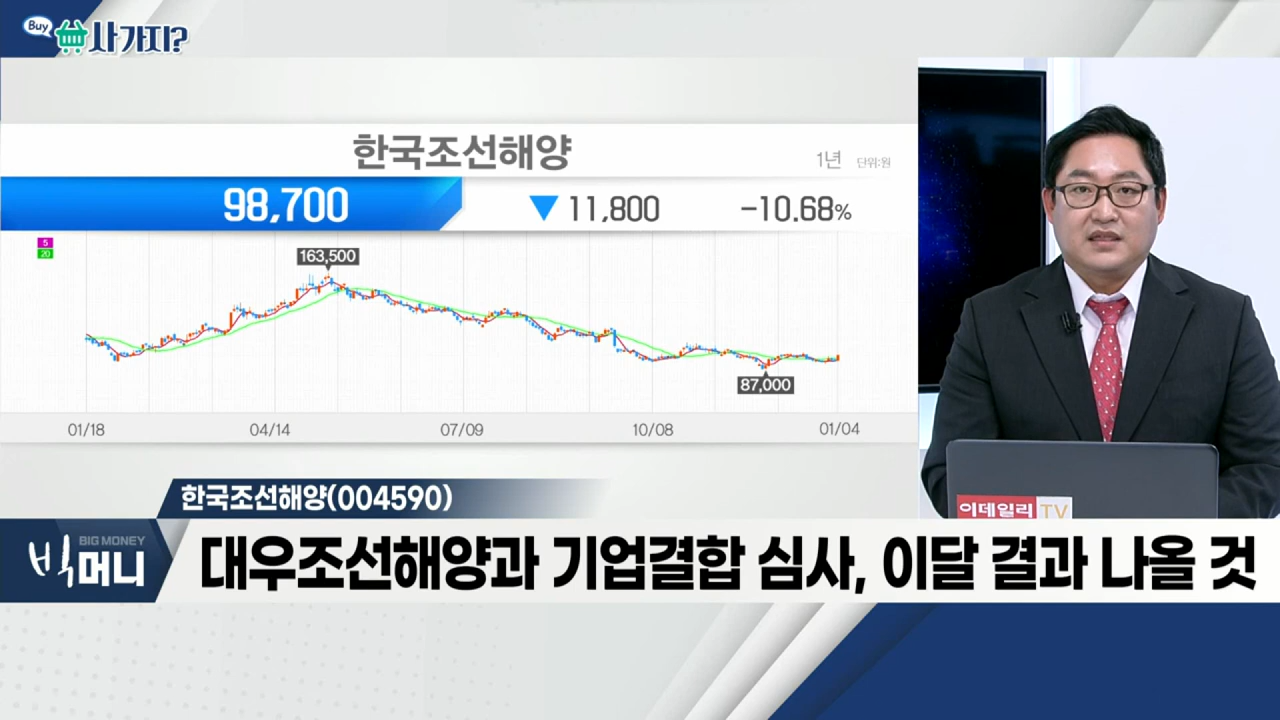 Buy
사가지?
한국조선해양
1년 단위:원
98,700 ▼ 11,800 -10.68%
5
20
163,500
87,000
01/18 04/14 07/09 10/08 01/04
이데일리 TV
한국조선해양(004590)
BIG MONEY
빅머니
대우조선해양과 기업결합 심사, 이달 결과 나올 것